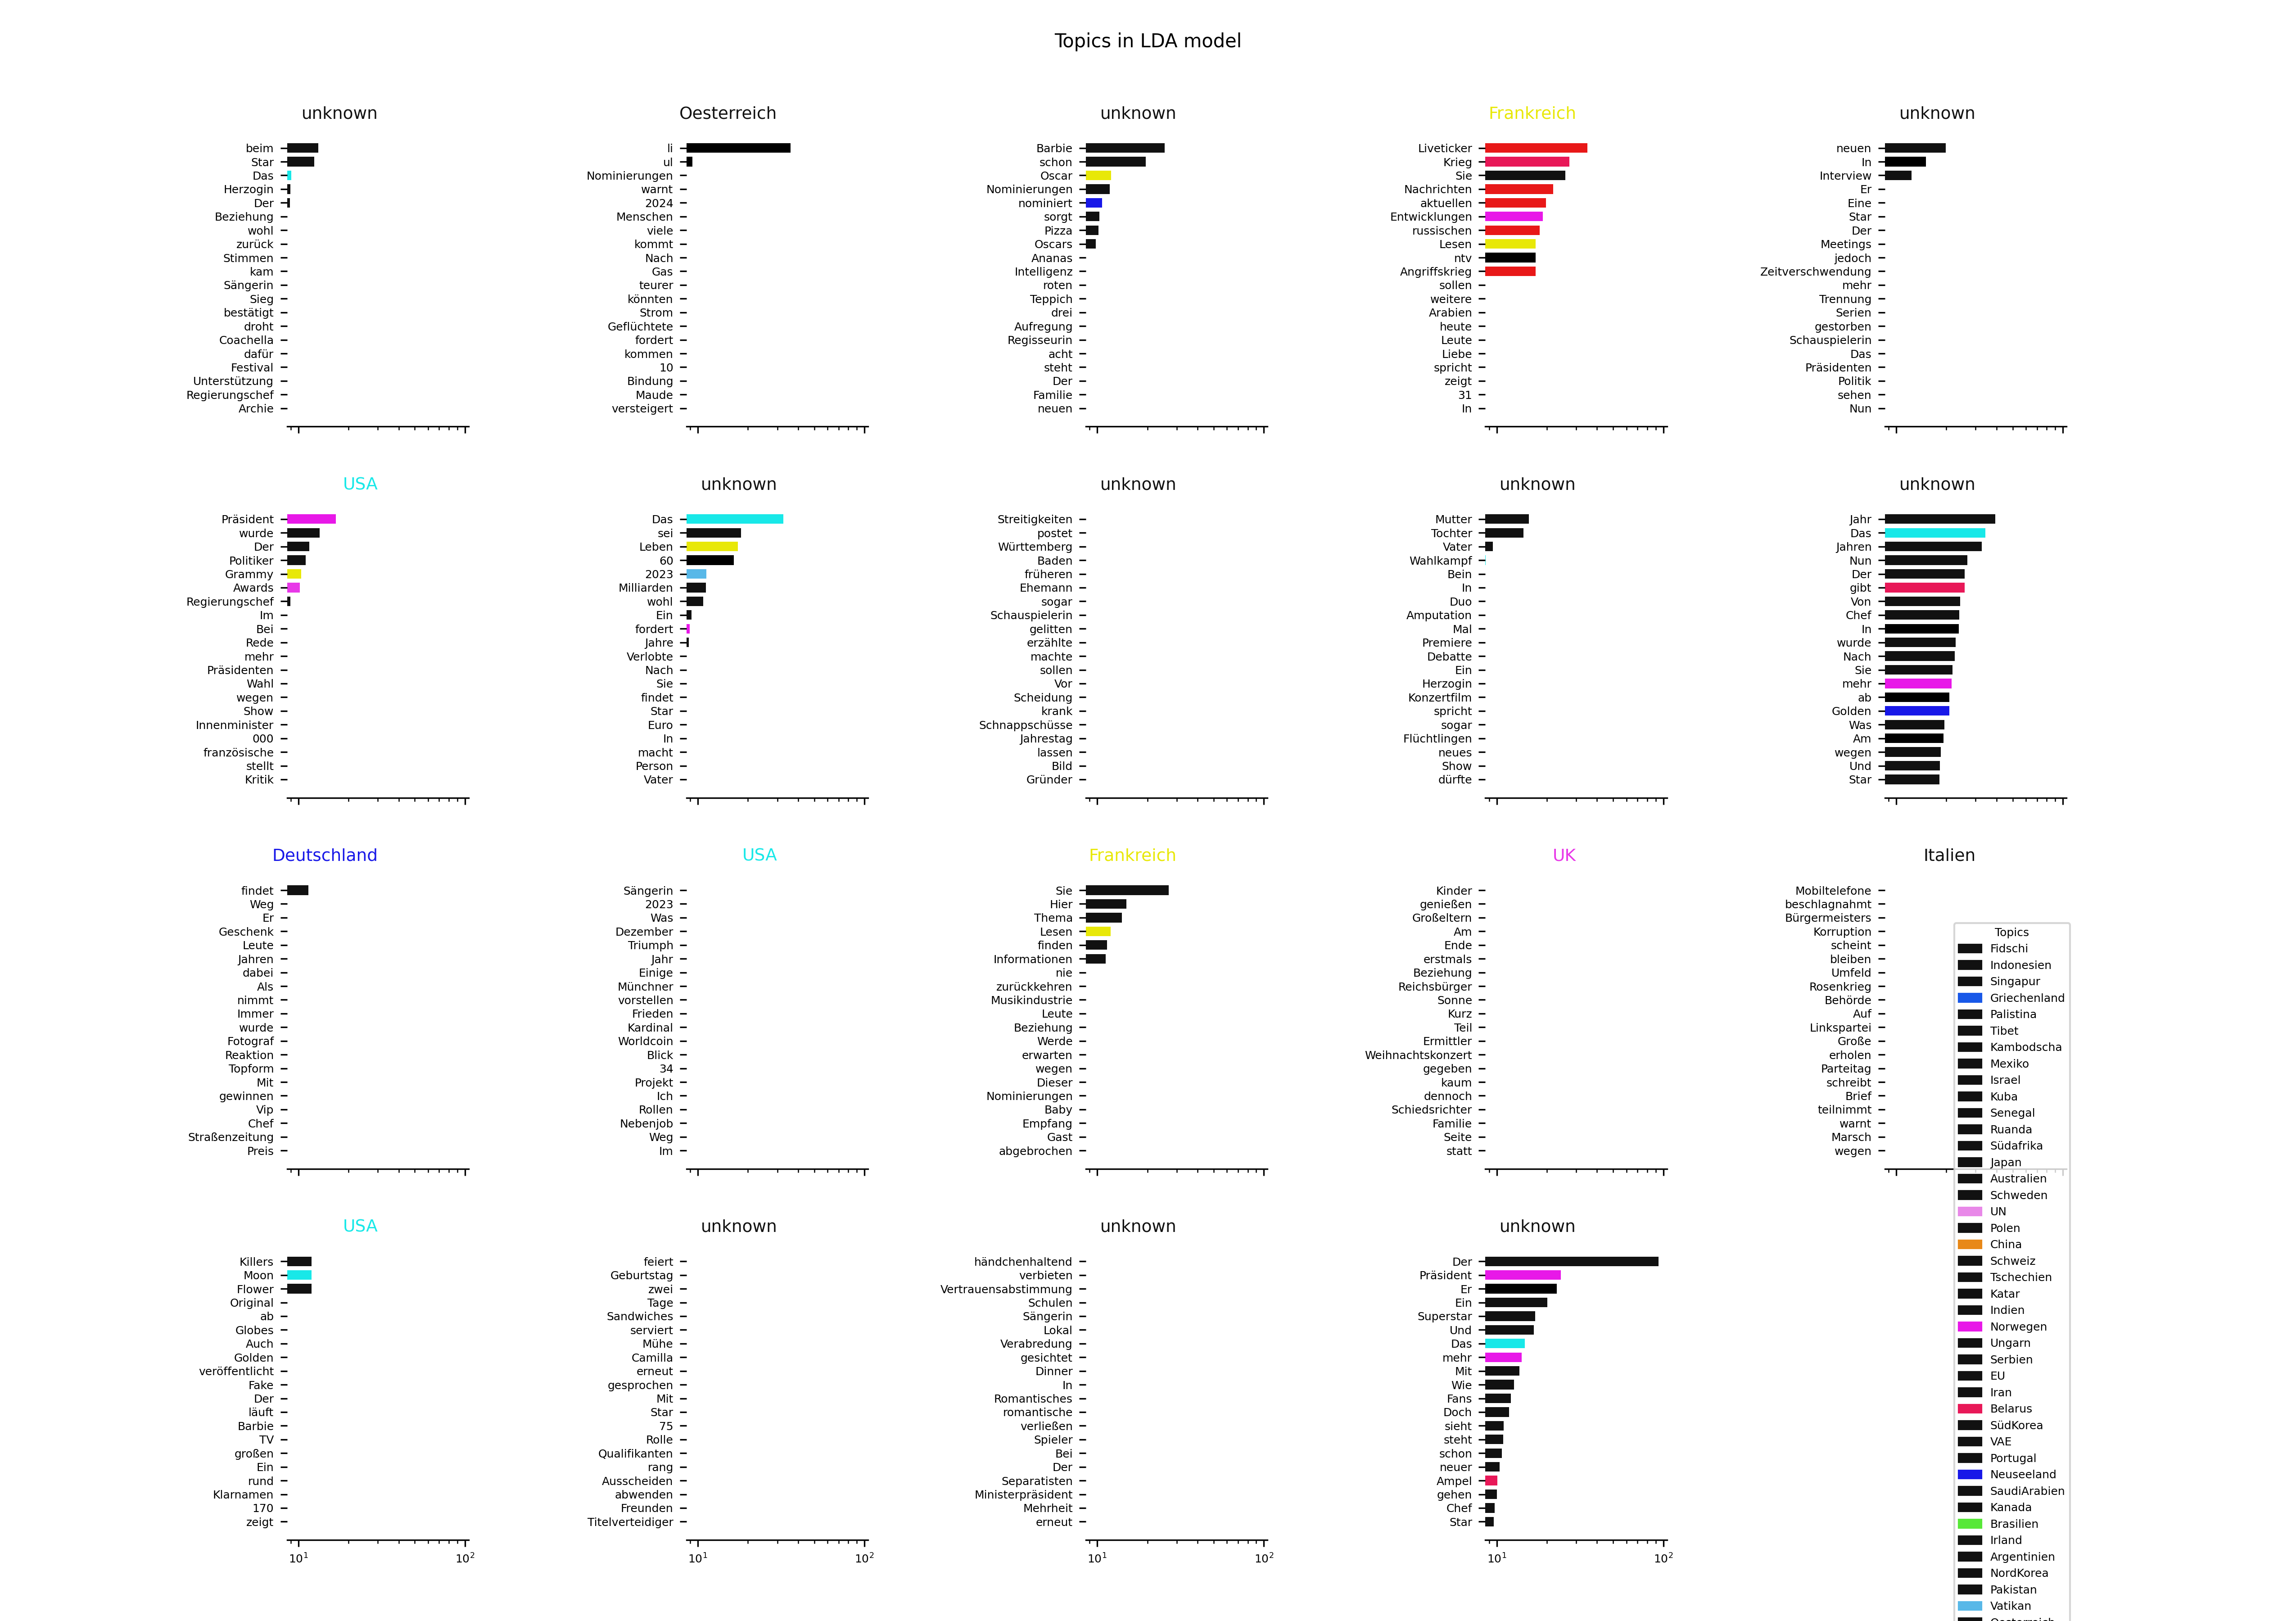 Topics in LDA model
unknown
beim
Star
Das
Herzogin
Der
Beziehung
wohl
zurück
Stimmen
kam
Sängerin
Sieg
bestätigt
droht
Coachella
dafür
Festival
Unterstützung
Regierungschef
Archie
Oesterreich
li
ul
Nominierungen
warnt
2024
Menschen
viele
kommt
Nach
Gas
teurer
könnten
Strom
Geflüchtete
fordert
kommen
10
Bindung
Maude
versteigert
unknown
Barbie
schon
Oscar
Nominierungen
nominiert
sorgt
Pizza
Oscars
Ananas
Intelligenz
roten
Teppich
drei
Aufregung
Regisseurin
acht
steht
Der
Familie
neuen
Frankreich
Liveticker
Krieg
Sie
Nachrichten
aktuellen
Entwicklungen
russischen
Lesen
ntv
Angriffskrieg
sollen
weitere
Arabien
heute
Leute
Liebe
spricht
zeigt
31
In
unknown
neuen
In
Interview
Er
Eine
Star
Der
Meetings
jedoch
Zeitverschwendung
mehr
Trennung
Serien
gestorben
Schauspielerin
Das
Präsidenten
Politik
sehen
Nun
USA
Präsident
wurde
Der
Politiker
Grammy
Awards
Regierungschef
Im
Bei
Rede
mehr
Präsidenten
Wahl
wegen
Show
Innenminister
000
französische
stellt
Kritik
unknown
Das
sei
Leben
60
2023
Milliarden
wohl
Ein
fordert
Jahre
Verlobte
Nach
Sie
findet
Star
Euro
In
macht
Person
Vater
unknown
Streitigkeiten
postet
Württemberg
Baden
früheren
Ehemann
sogar
Schauspielerin
gelitten
erzählte
machte
sollen
Vor
Scheidung
krank
Schnappschüsse
Jahrestag
lassen
Bild
Gründer
unknown
Mutter
Tochter
Vater
Wahlkampf
Bein
In
Duo
Amputation
Mal
Premiere
Debatte
Ein
Herzogin
Konzertfilm
spricht
sogar
Flüchtlingen
neues
Show
dürfte
unknown
Jahr
Das
Jahren
Nun
Der
gibt
Von
Chef
In
wurde
Nach
Sie
mehr
ab
Golden
Was
Am
wegen
Und
Star
Deutschland
findet
Weg
Er
Geschenk
Leute
Jahren
dabei
Als
nimmt
Immer
wurde
Fotograf
Reaktion
Topform
Mit
gewinnen
Vip
Chef
Straßenzeitung
Preis
USA
Sängerin
2023
Was
Dezember
Triumph
Jahr
Einige
Münchner
vorstellen
Frieden
Kardinal
Worldcoin
Blick
34
Projekt
Ich
Rollen
Nebenjob
Weg
Im
Frankreich
Sie
Hier
Thema
Lesen
finden
Informationen
nie
zurückkehren
Musikindustrie
Leute
Beziehung
Werde
erwarten
wegen
Dieser
Nominierungen
Baby
Empfang
Gast
abgebrochen
UK
Kinder
genießen
Großeltern
Am
Ende
erstmals
Beziehung
Reichsbürger
Sonne
Kurz
Teil
Ermittler
Weihnachtskonzert
gegeben
kaum
dennoch
Schiedsrichter
Familie
Seite
statt
Italien
Mobiltelefone
beschlagnahmt
Bürgermeisters
Korruption
scheint
bleiben
Umfeld
Rosenkrieg
Behörde
Auf
Linkspartei
Große
erholen
Parteitag
schreibt
Brief
teilnimmt
warnt
Marsch
wegen
USA
Killers
Moon
Flower
Original
ab
Globes
Auch
Golden
veröffentlicht
Fake
Der
läuft
Barbie
TV
großen
Ein
rund
Klarnamen
170
zeigt
10¹ 10²
unknown
feiert
Geburtstag
zwei
Tage
Sandwiches
serviert
Mühe
Camilla
erneut
gesprochen
Mit
Star
75
Rolle
Qualifikanten
rang
Ausscheiden
abwenden
Freunden
Titelverteidiger
10¹ 10²
unknown
händchenhaltend
verbieten
Vertrauensabstimmung
Schulen
Sängerin
Lokal
Verabredung
gesichtet
Dinner
In
Romantisches
romantische
verließen
Spieler
Bei
Der
Separatisten
Ministerpräsident
Mehrheit
erneut
10¹ 10²
unknown
Der
Präsident
Er
Ein
Superstar
Und
Das
mehr
Mit
Wie
Fans
Doch
sieht
steht
schon
neuer
Ampel
gehen
Chef
Star
10¹ 10²
Topics
Fidschi
Indonesien
Singapur
Griechenland
Palistina
Tibet
Kambodscha
Mexiko
Israel
Kuba
Senegal
Ruanda
Südafrika
Japan
Australien
Schweden
UN
Polen
China
Schweiz
Tschechien
Katar
Indien
Norwegen
Ungarn
Serbien
EU
Iran
Belarus
SüdKorea
VAE
Portugal
Neuseeland
SaudiArabien
Kanada
Brasilien
Irland
Argentinien
NordKorea
Pakistan
Vatikan